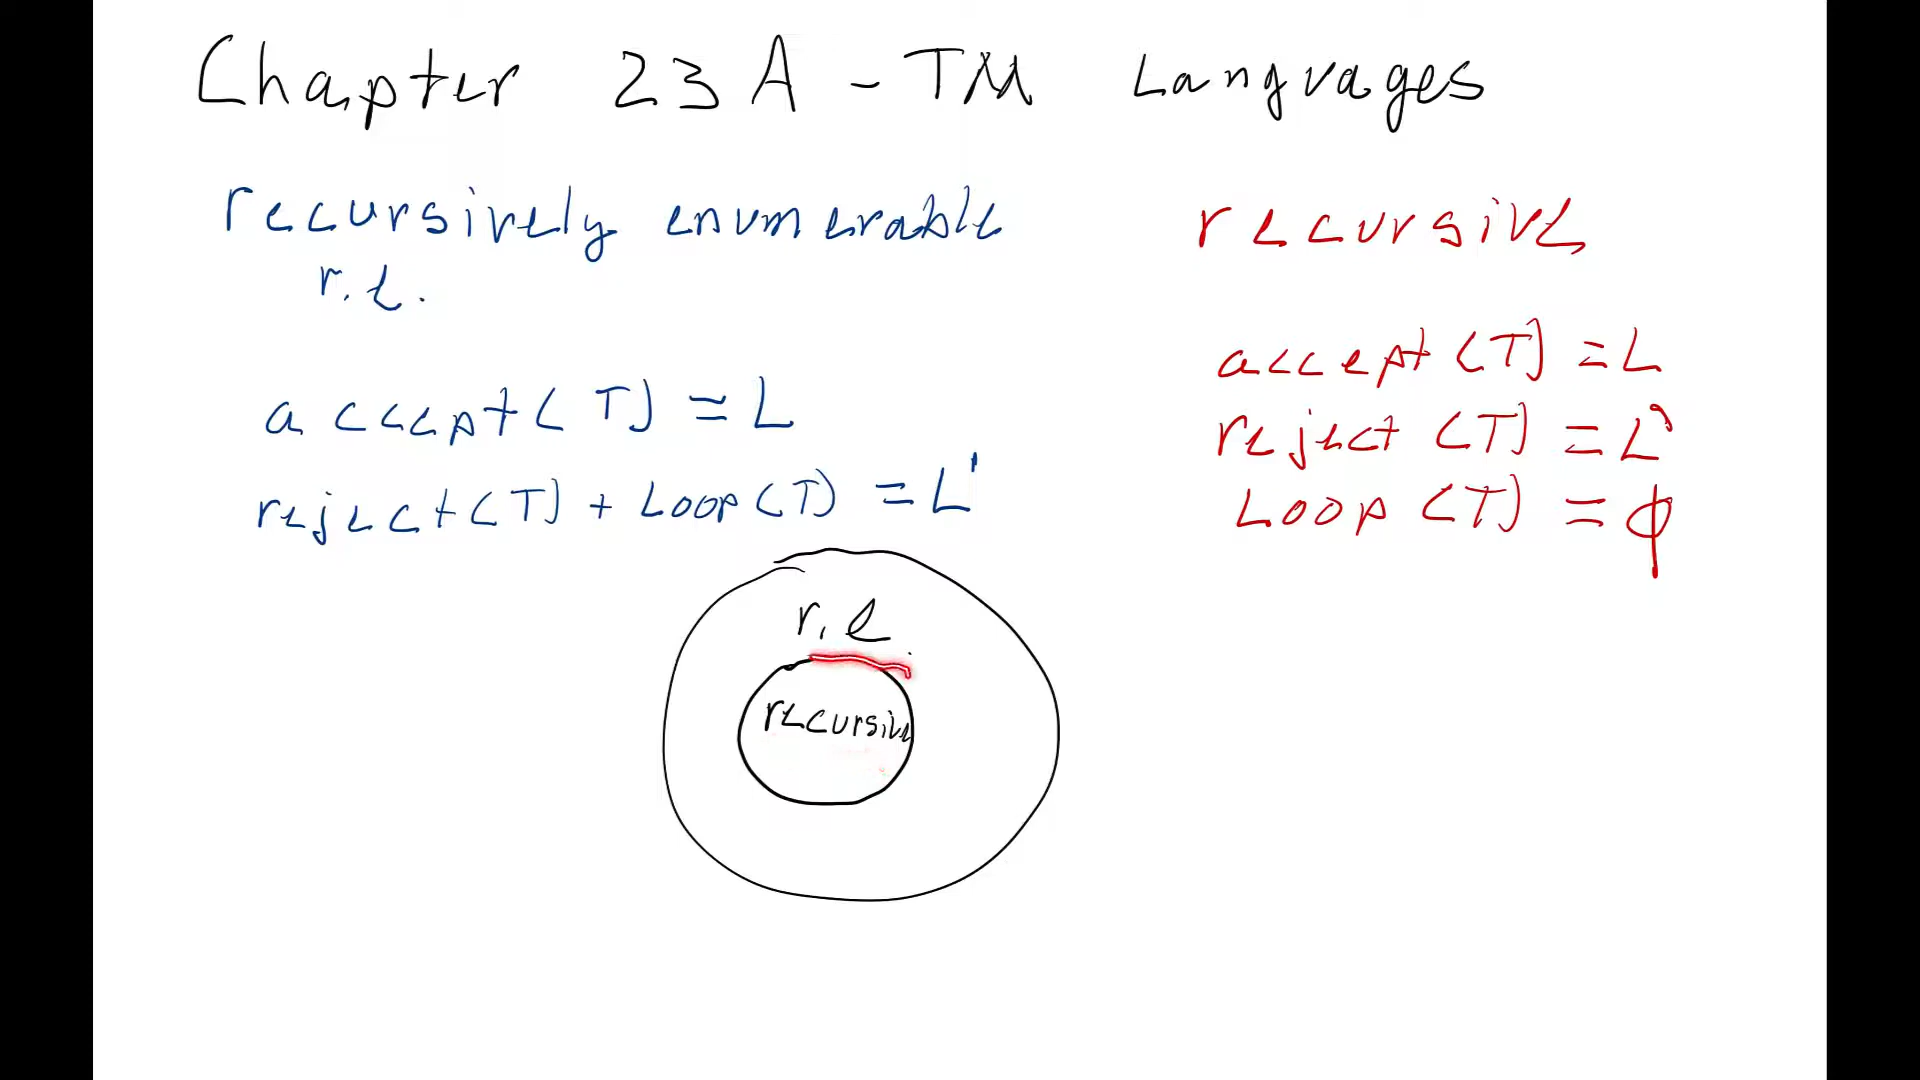 Chapter 23A - TM Languages
recursively enumerable
r.e.
accept(T) = L
reject(T) + Loop(T) = L'
recursive
accept(T) = L
reject(T) = L'
Loop(T) = ϕ
r.e.
recursive